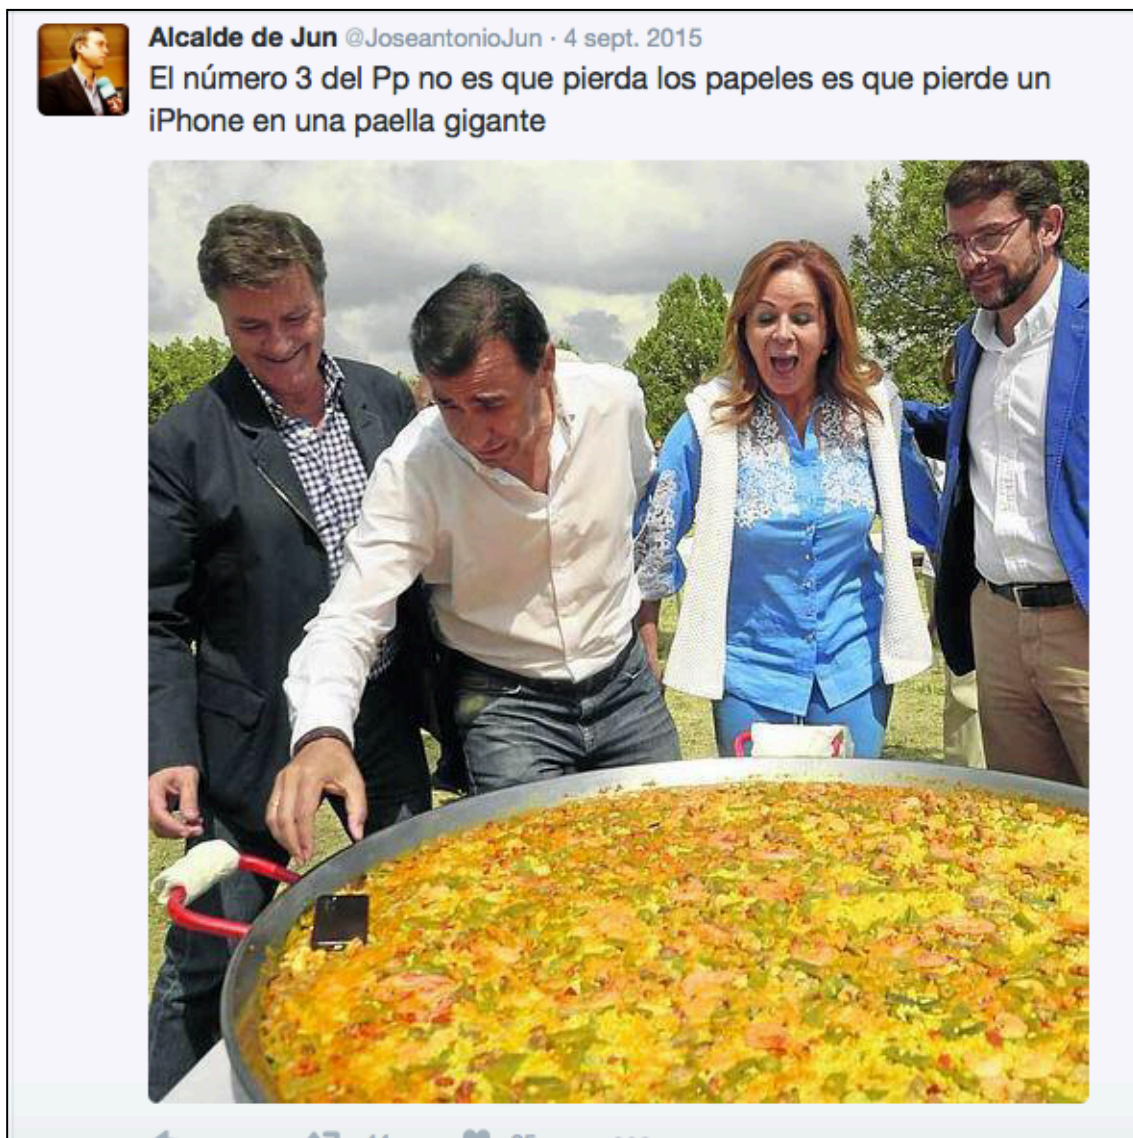 Alcalde de Jun @JoseantonioJun · 4 sept. 2015
El número 3 del Pp no es que pierda los papeles es que pierde un
iPhone en una paella gigante